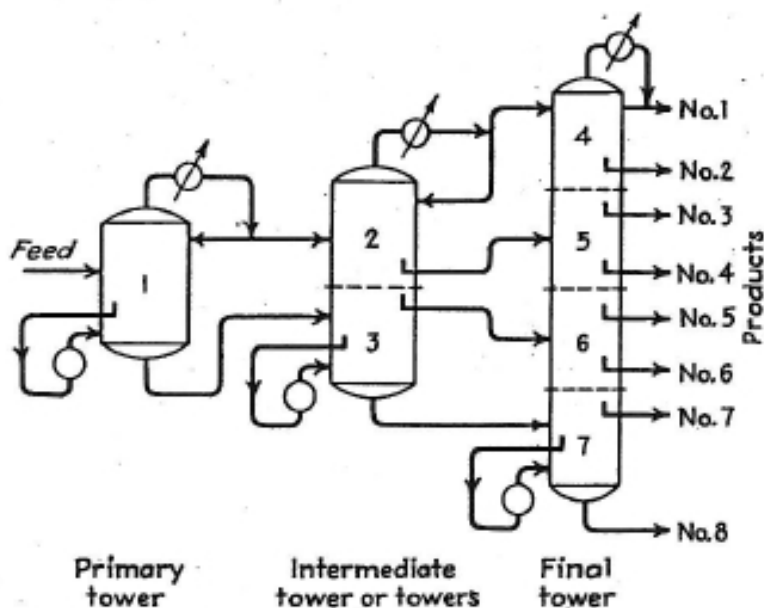 Feed
1
2
3
4
5
6
7
No.1
No.2
No.3
No.4
No.5
No.6
No.7
No.8
Products
Primary
tower
Intermediate
tower or towers
Final
tower